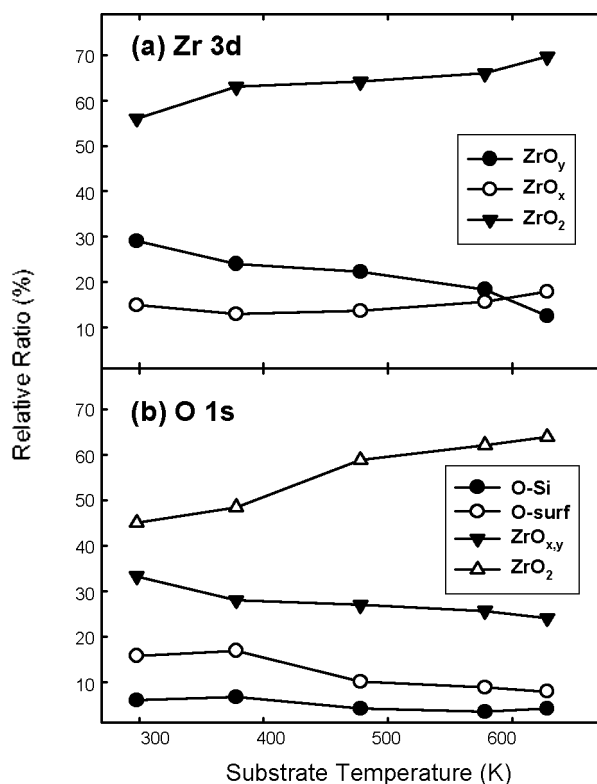 (a) Zr 3d
70
60
50
40
30
20
10
ZrOy
ZrOx
ZrO2
Relative Ratio (%)
(b) O 1s
70
60
50
40
30
20
10
O-Si
O-surf
ZrOx,y
ZrO2
300 400 500 600
Substrate Temperature (K)